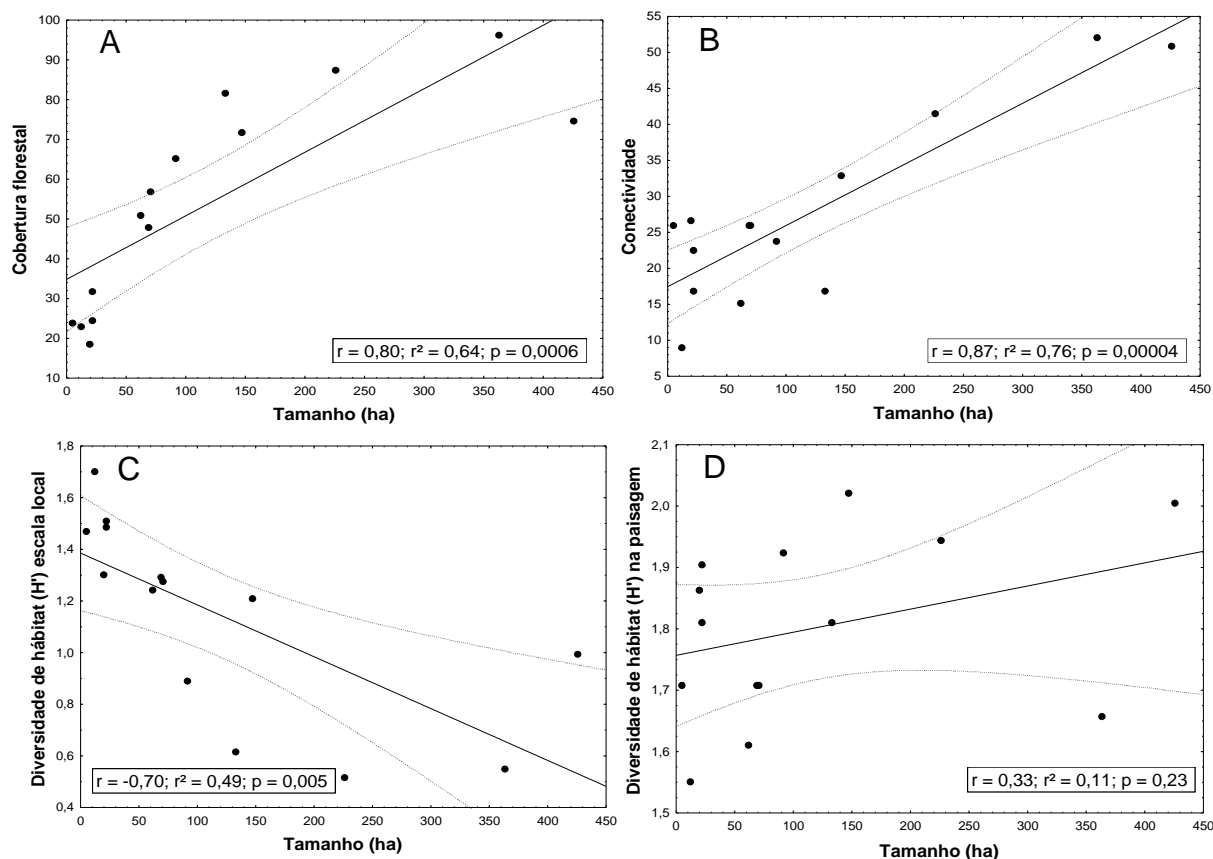 A
Cobertura florestal
100
90
80
70
60
50
40
30
20
10
r = 0,80; r² = 0,64; p = 0,0006
0 50 100 150 200 250 300 350 400 450
Tamanho (ha)
B
Conectividade
55
50
45
40
35
30
25
20
15
10
5
r = 0,87; r² = 0,76; p = 0,00004
0 50 100 150 200 250 300 350 400 450
Tamanho (ha)
C
Diversidade de hábitat (H') escala local
1,8
1,6
1,4
1,2
1,0
0,8
0,6
0,4
r = -0,70; r² = 0,49; p = 0,005
0 50 100 150 200 250 300 350 400 450
Tamanho (ha)
D
Diversidade de hábitat (H') na paisagem
2,1
2,0
1,9
1,8
1,7
1,6
1,5
r = 0,33; r² = 0,11; p = 0,23
0 50 100 150 200 250 300 350 400 450
Tamanho (ha)